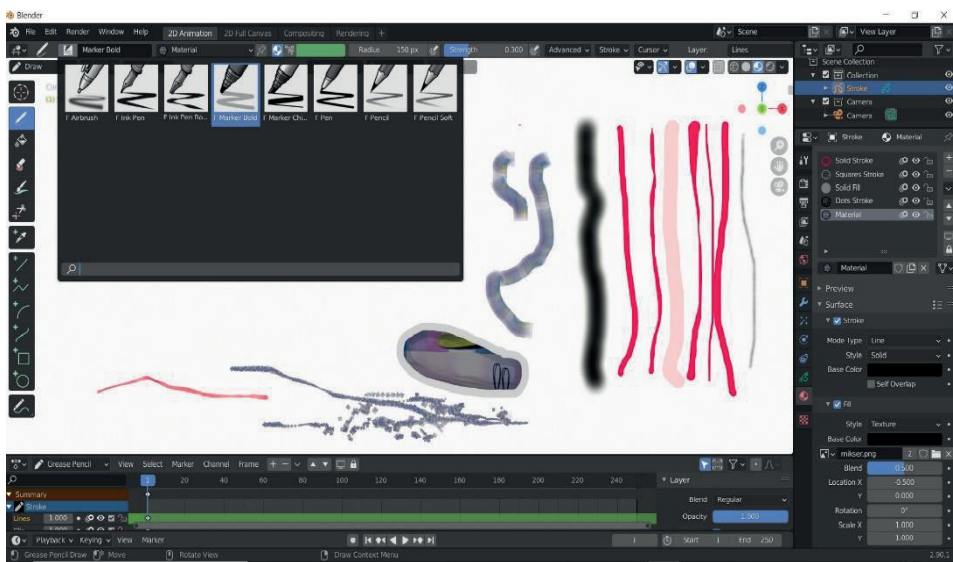 Blender
File Edit Render Window Help 2D Animation 2D Full Canvas Compositing Rendering + Scene View Layer
Marker Bold Material Radius 150 px Strength 0.300 Advanced Stroke Cursor Layer: Lines
Draw
Scene Collection
Collection
Stroke
Camera
Camera
F Airbrush F Ink Pen F Ink Pen Ro... F Marker Bold F Marker Chi... F Pen F Pencil F Pencil Soft
Stroke Material
Solid Stroke
Squares Stroke
Solid Fill
Dots Stroke
Material
Material
Preview
Surface
Stroke
Mode Type Line
Style Solid
Base Color
Self Overlap
Fill
Style Texture
Base Color
mikser.png 2
Blend 0.500
Location X -0.500
Y 0.000
Rotation 0°
Scale X 1.000
Y 1.000
Grease Pencil View Select Marker Channel Frame
1 20 40 60 80 100 120 140 160 180 200 220 240
Summary
Stroke
Lines 1.000
Layer
Blend Regular
Opacity 1.000
Playback Keying View Marker 1 Start 1 End 250
Grease Pencil Draw Move Rotate View Draw Context Menu 2.90.1